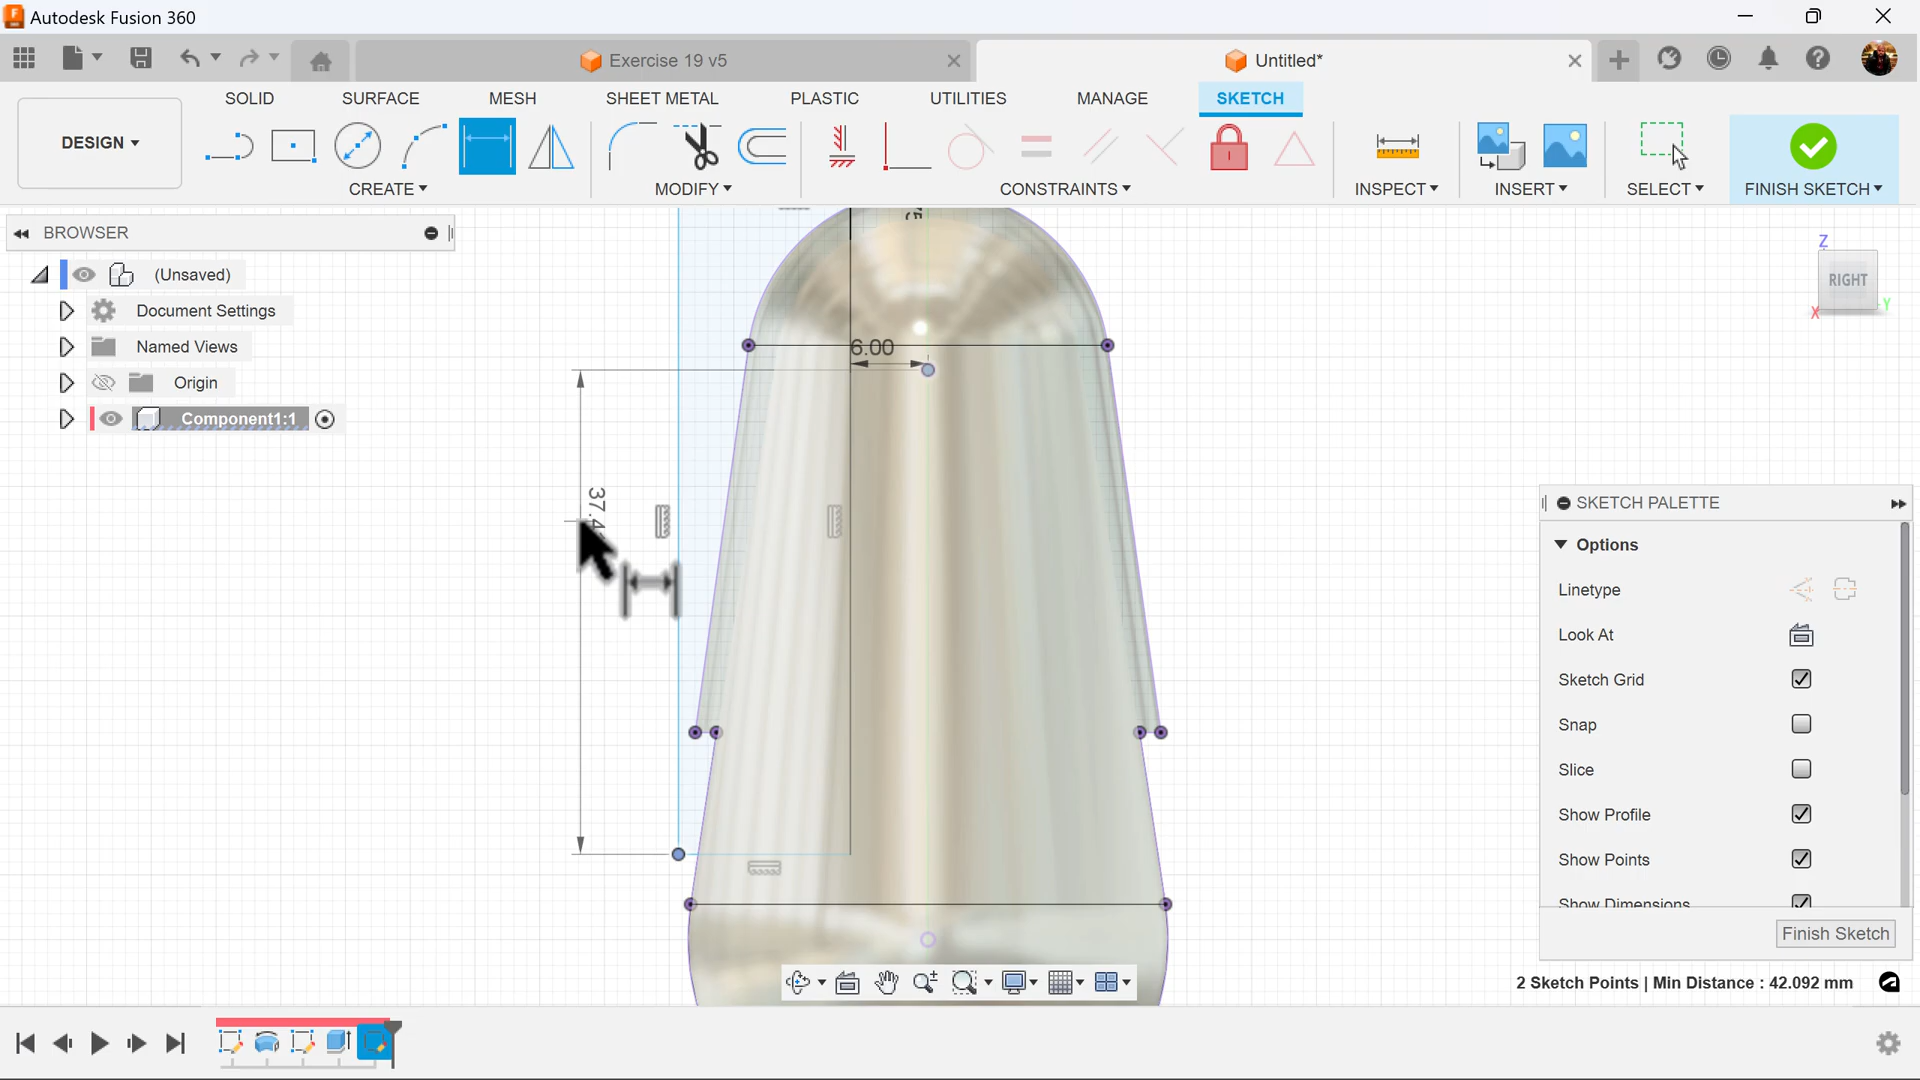 Autodesk Fusion 360
Exercise 19 v5
Untitled*
DESIGN
SOLID
SURFACE
MESH
SHEET METAL
PLASTIC
UTILITIES
MANAGE
SKETCH
CREATE
MODIFY
CONSTRAINTS
INSPECT
INSERT
SELECT
FINISH SKETCH
BROWSER
(Unsaved)
Document Settings
Named Views
Origin
Component1:1
6.00
Z
RIGHT
X
Y
SKETCH PALETTE
Options
Linetype
Look At
Sketch Grid
Snap
Slice
Show Profile
Show Points
Show Dimensions
Finish Sketch
2 Sketch Points | Min Distance : 42.092 mm